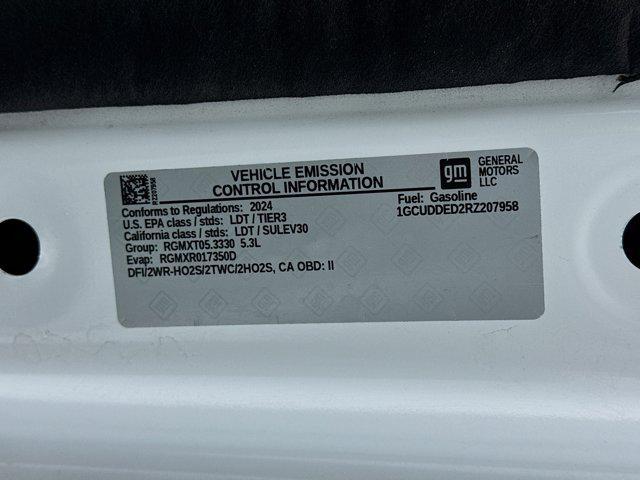 VEHICLE EMISSION
CONTROL INFORMATION
gm
GENERAL
MOTORS
LLC
RZ207958
Conforms to Regulations: 2024
U.S. EPA class / stds: LDT / TIER3
California class / stds: LDT / SULEV30
Group: RGMXT05.3330 5.3L
Evap: RGMXR017350D
DFI/2WR-HO2S/2TWC/2HO2S, CA OBD: II
Fuel: Gasoline
1GCUDDED2RZ207958